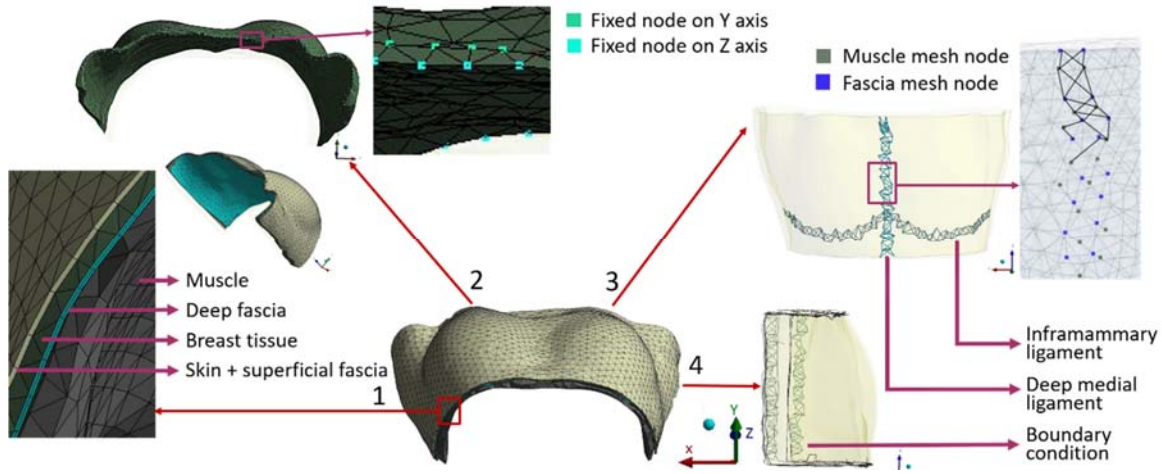 Fixed node on Y axis
Fixed node on Z axis
Muscle mesh node
Fascia mesh node
Muscle
Deep fascia
Breast tissue
Skin + superficial fascia
1
2
3
4
Y
Z
X
Inframammary
ligament
Deep medial
ligament
Boundary
condition